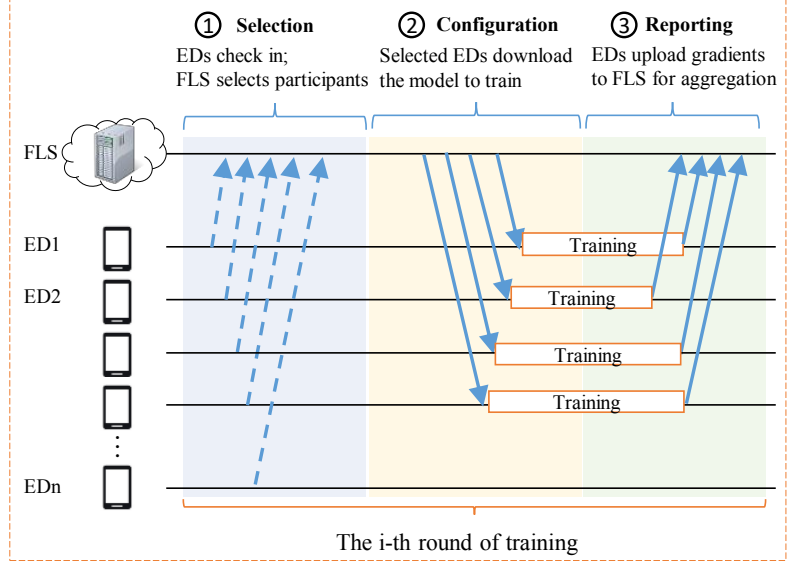 ① Selection
EDs check in;
FLS selects participants
② Configuration
Selected EDs download
the model to train
③ Reporting
EDs upload gradients
to FLS for aggregation
FLS
ED1
Training
ED2
Training
Training
Training
EDn
The i-th round of training